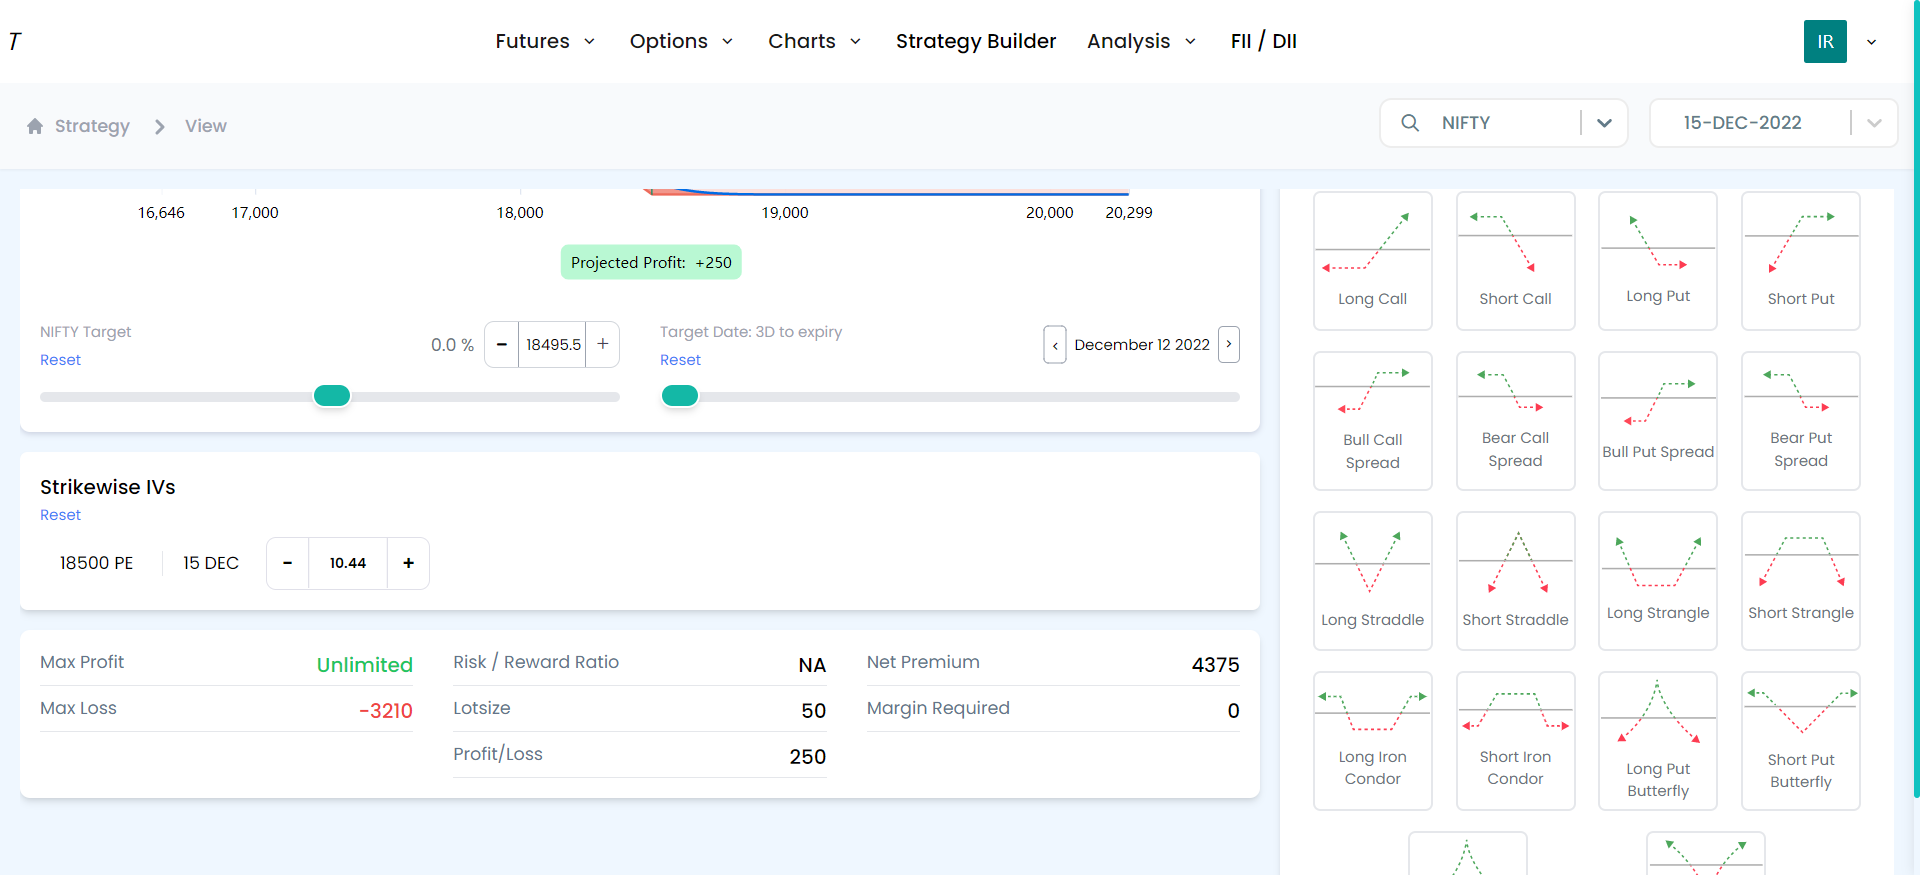 T
Futures Options Charts Strategy Builder Analysis FII / DII
IR
Strategy View
NIFTY
15-DEC-2022
16,646 17,000 18,000 19,000 20,000 20,299
Projected Profit: +250
NIFTY Target
Reset
0.0 % - 18495.5 +
Target Date: 3D to expiry
Reset
‹ December 12 2022 ›
Strikewise IVs
Reset
18500 PE 15 DEC - 10.44 +
Max Profit Unlimited
Max Loss -3210
Risk / Reward Ratio NA
Lotsize 50
Profit/Loss 250
Net Premium 4375
Margin Required 0
Long Call
Short Call
Long Put
Short Put
Bull Call
Spread
Bear Call
Spread
Bull Put Spread
Bear Put
Spread
Long Straddle
Short Straddle
Long Strangle
Short Strangle
Long Iron
Condor
Short Iron
Condor
Long Put
Butterfly
Short Put
Butterfly